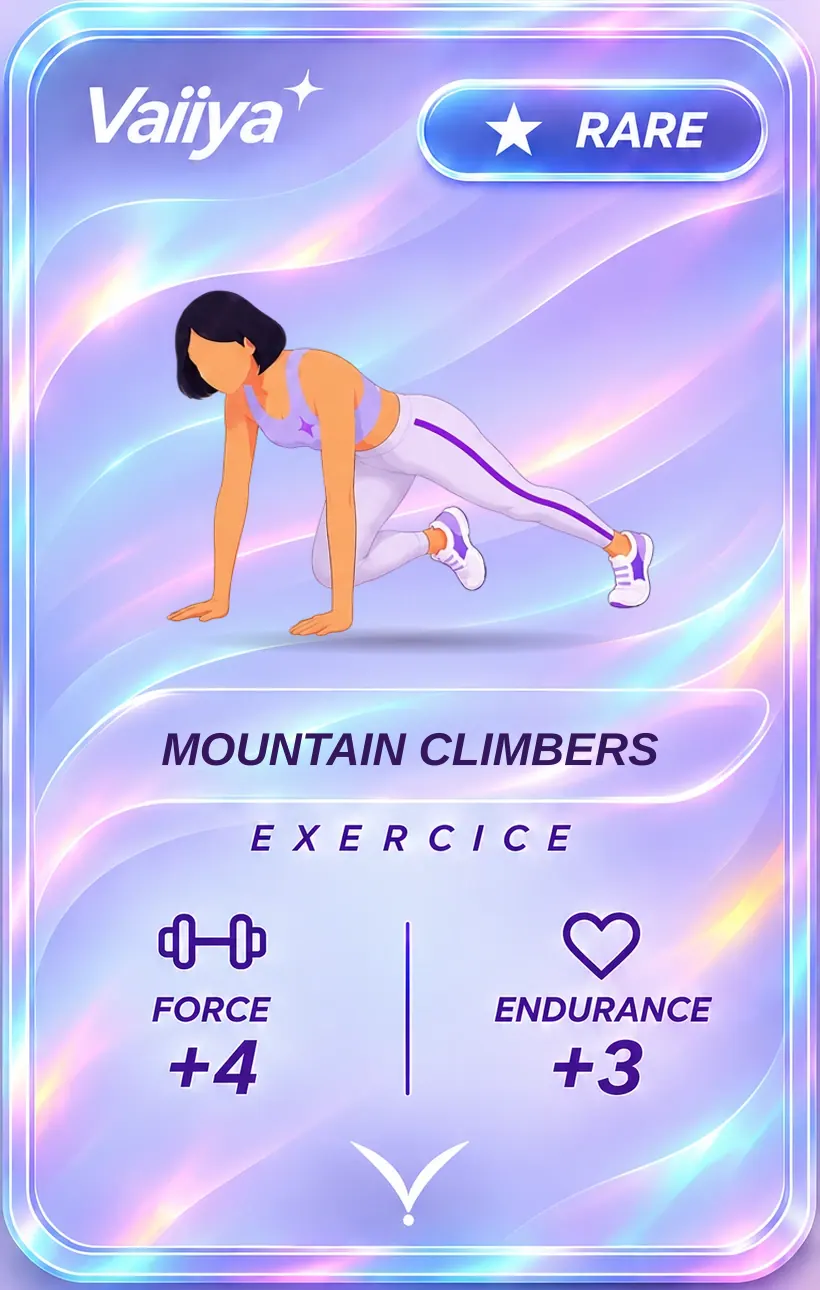 Vaiiya
RARE
MOUNTAIN CLIMBERS
EXERCICE
FORCE
+4
ENDURANCE
+3